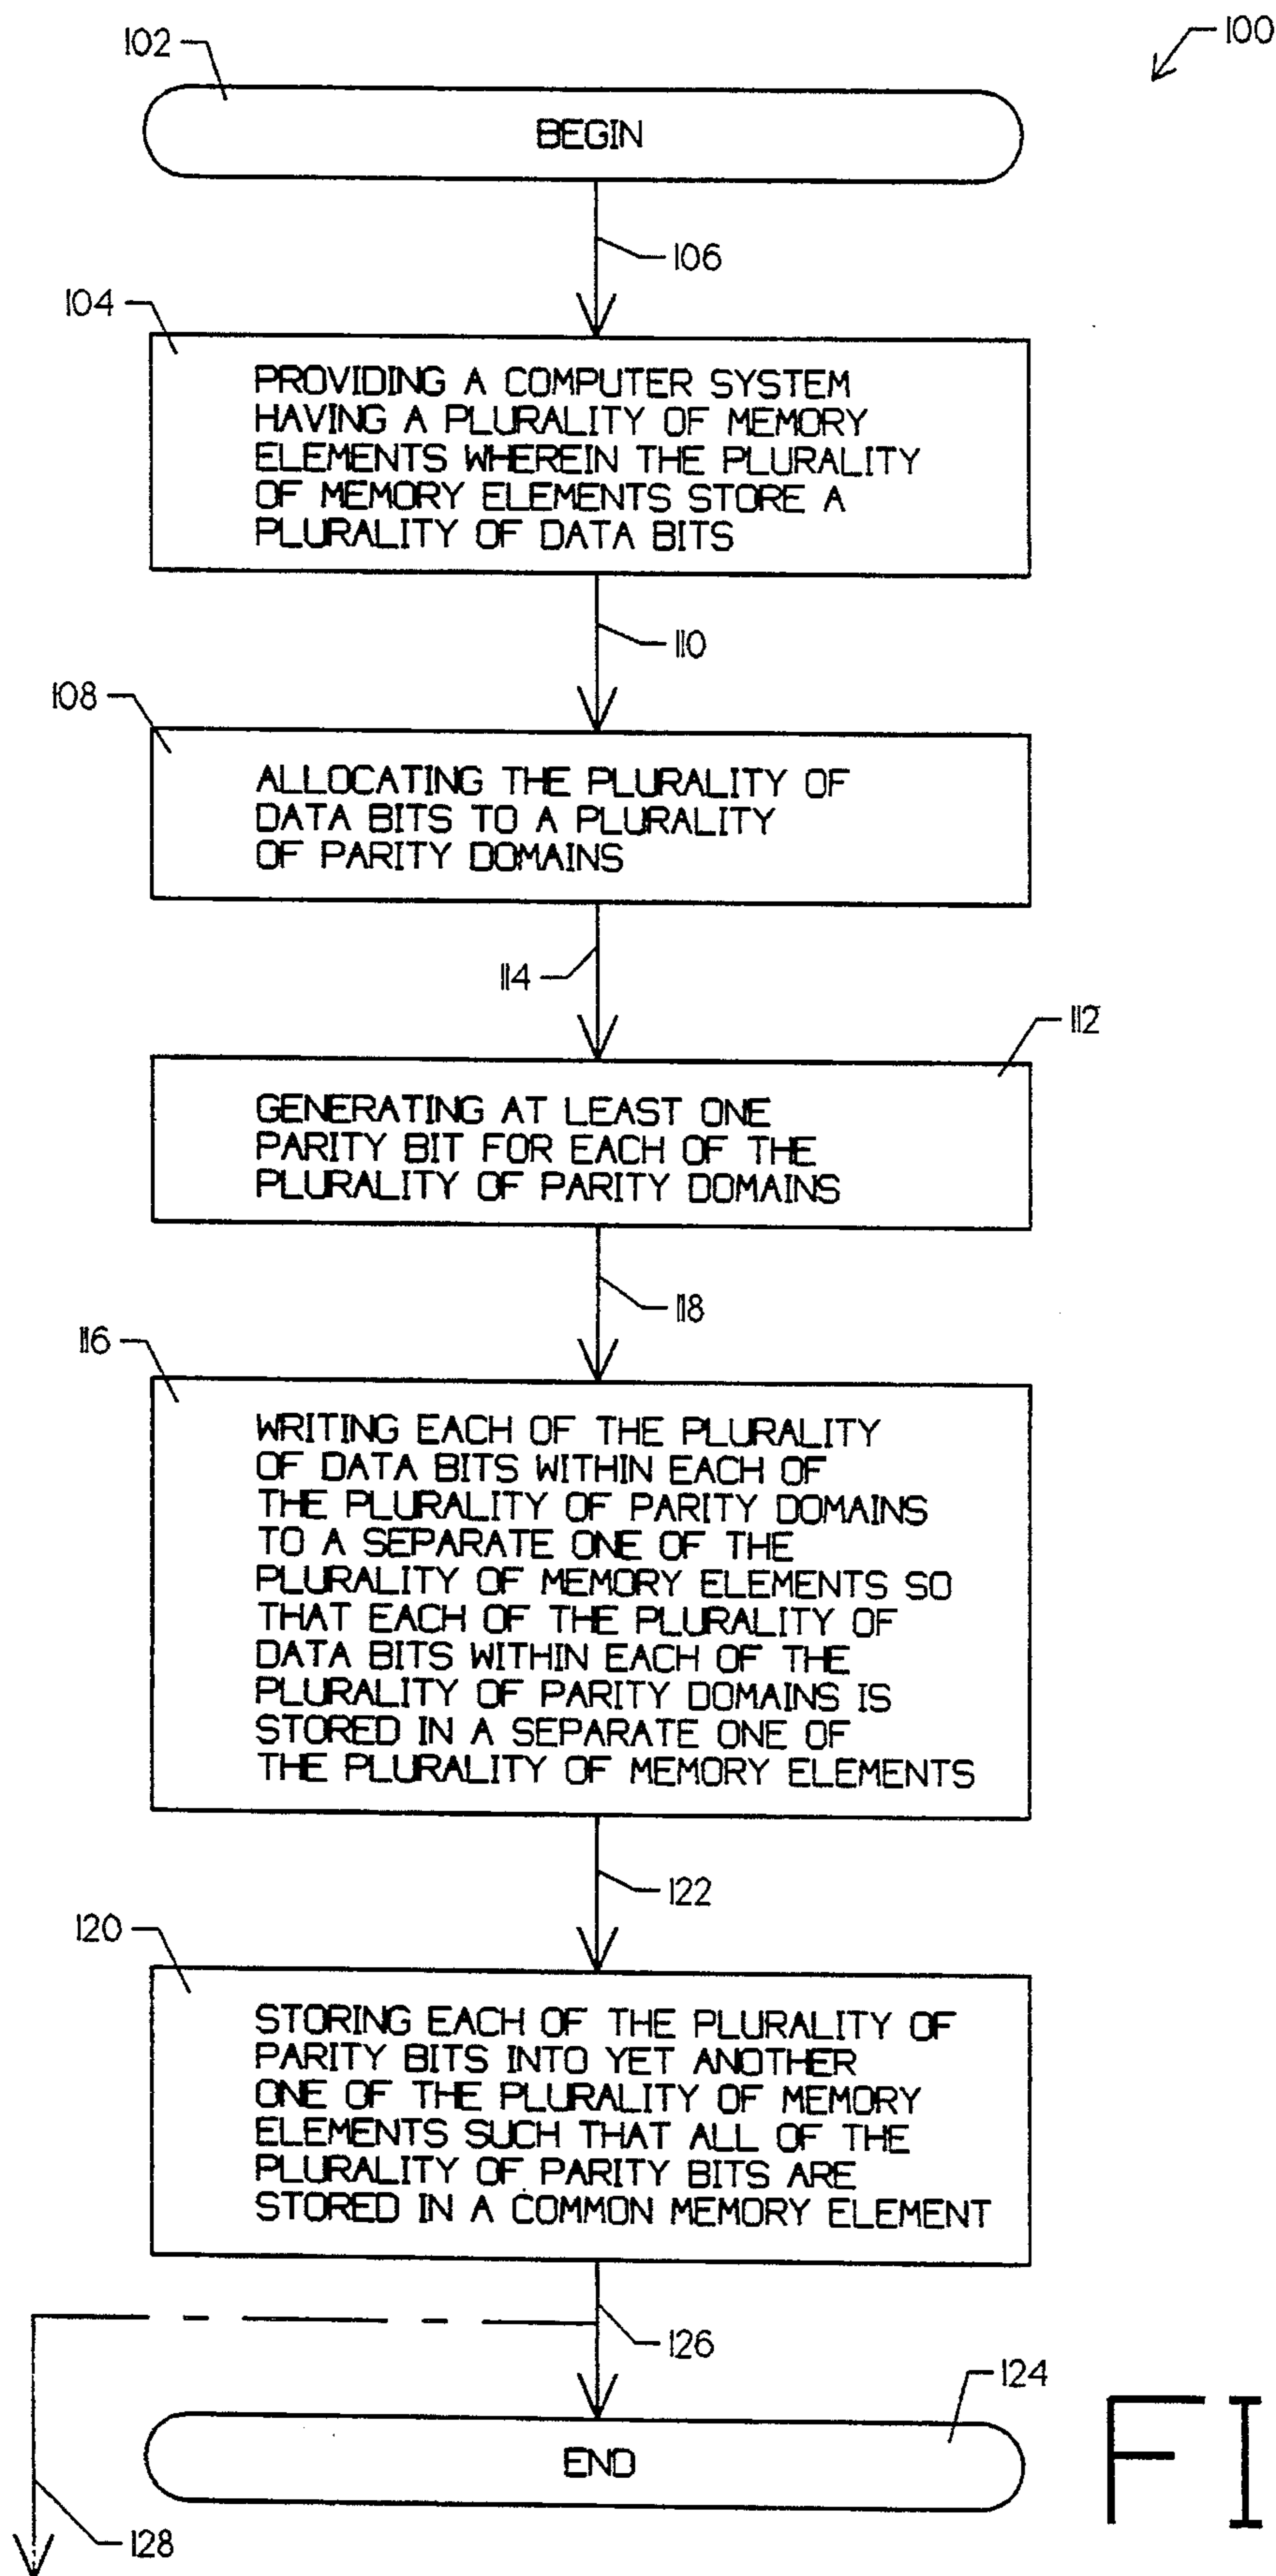 100
102
BEGIN
106
104
PROVIDING A COMPUTER SYSTEM
HAVING A PLURALITY OF MEMORY
ELEMENTS WHEREIN THE PLURALITY
OF MEMORY ELEMENTS STORE A
PLURALITY OF DATA BITS
110
108
ALLOCATING THE PLURALITY OF
DATA BITS TO A PLURALITY
OF PARITY DOMAINS
114
112
GENERATING AT LEAST ONE
PARITY BIT FOR EACH OF THE
PLURALITY OF PARITY DOMAINS
118
116
WRITING EACH OF THE PLURALITY
OF DATA BITS WITHIN EACH OF
THE PLURALITY OF PARITY DOMAINS
TO A SEPARATE ONE OF THE
PLURALITY OF MEMORY ELEMENTS SO
THAT EACH OF THE PLURALITY OF
DATA BITS WITHIN EACH OF THE
PLURALITY OF PARITY DOMAINS IS
STORED IN A SEPARATE ONE OF
THE PLURALITY OF MEMORY ELEMENTS
122
120
STORING EACH OF THE PLURALITY OF
PARITY BITS INTO YET ANOTHER
ONE OF THE PLURALITY OF MEMORY
ELEMENTS SUCH THAT ALL OF THE
PLURALITY OF PARITY BITS ARE
STORED IN A COMMON MEMORY ELEMENT
126
124
END
128
FI